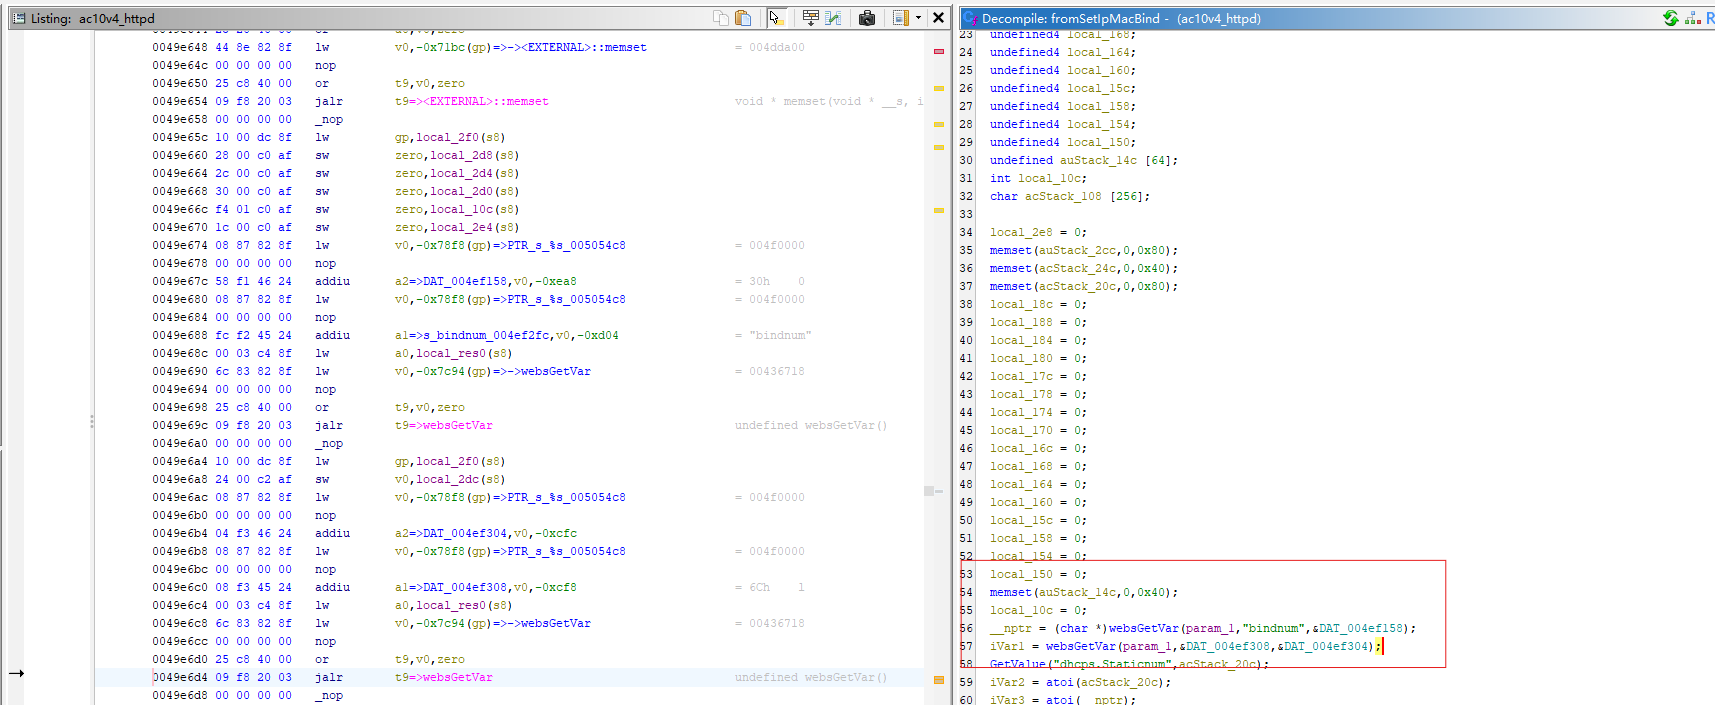 Listing: ac10v4_httpd
0049e648 44 8e 82 8f lw v0,-0x71bc(gp)=>-><EXTERNAL>::memset = 004dda00
0049e64c 00 00 00 00 nop
0049e650 25 c8 40 00 or t9,v0,zero
0049e654 09 f8 20 03 jalr t9=><EXTERNAL>::memset void * memset(void * __s, i
0049e658 00 00 00 00 _nop
0049e65c 10 00 dc 8f lw gp,local_2f0(s8)
0049e660 28 00 c0 af sw zero,local_2d8(s8)
0049e664 2c 00 c0 af sw zero,local_2d4(s8)
0049e668 30 00 c0 af sw zero,local_2d0(s8)
0049e66c f4 01 c0 af sw zero,local_10c(s8)
0049e670 1c 00 c0 af sw zero,local_2e4(s8)
0049e674 08 87 82 8f lw v0,-0x78f8(gp)=>PTR_s_%s_005054c8 = 004f0000
0049e678 00 00 00 00 nop
0049e67c 58 f1 46 24 addiu a2=>DAT_004ef158,v0,-0xea8 = 30h 0
0049e680 08 87 82 8f lw v0,-0x78f8(gp)=>PTR_s_%s_005054c8 = 004f0000
0049e684 00 00 00 00 nop
0049e688 fc f2 45 24 addiu a1=>s_bindnum_004ef2fc,v0,-0xd04 = "bindnum"
0049e68c 00 03 c4 8f lw a0,local_res0(s8)
0049e690 6c 83 82 8f lw v0,-0x7c94(gp)=>->websGetVar = 00436718
0049e694 00 00 00 00 nop
0049e698 25 c8 40 00 or t9,v0,zero
0049e69c 09 f8 20 03 jalr t9=>websGetVar undefined websGetVar()
0049e6a0 00 00 00 00 _nop
0049e6a4 10 00 dc 8f lw gp,local_2f0(s8)
0049e6a8 24 00 c2 af sw v0,local_2dc(s8)
0049e6ac 08 87 82 8f lw v0,-0x78f8(gp)=>PTR_s_%s_005054c8 = 004f0000
0049e6b0 00 00 00 00 nop
0049e6b4 04 f3 46 24 addiu a2=>DAT_004ef304,v0,-0xcfc
0049e6b8 08 87 82 8f lw v0,-0x78f8(gp)=>PTR_s_%s_005054c8 = 004f0000
0049e6bc 00 00 00 00 nop
0049e6c0 08 f3 45 24 addiu a1=>DAT_004ef308,v0,-0xcf8 = 6Ch l
0049e6c4 00 03 c4 8f lw a0,local_res0(s8)
0049e6c8 6c 83 82 8f lw v0,-0x7c94(gp)=>->websGetVar = 00436718
0049e6cc 00 00 00 00 nop
0049e6d0 25 c8 40 00 or t9,v0,zero
0049e6d4 09 f8 20 03 jalr t9=>websGetVar undefined websGetVar()
0049e6d8 00 00 00 00 _nop
Decompile: fromSetIpMacBind - (ac10v4_httpd)
23 undefined4 local_168;
24 undefined4 local_164;
25 undefined4 local_160;
26 undefined4 local_15c;
27 undefined4 local_158;
28 undefined4 local_154;
29 undefined4 local_150;
30 undefined auStack_14c [64];
31 int local_10c;
32 char acStack_108 [256];
33
34 local_2e8 = 0;
35 memset(auStack_2cc,0,0x80);
36 memset(acStack_24c,0,0x40);
37 memset(acStack_20c,0,0x80);
38 local_18c = 0;
39 local_188 = 0;
40 local_184 = 0;
41 local_180 = 0;
42 local_17c = 0;
43 local_178 = 0;
44 local_174 = 0;
45 local_170 = 0;
46 local_16c = 0;
47 local_168 = 0;
48 local_164 = 0;
49 local_160 = 0;
50 local_15c = 0;
51 local_158 = 0;
52 local_154 = 0;
53 local_150 = 0;
54 memset(auStack_14c,0,0x40);
55 local_10c = 0;
56 __nptr = (char *)websGetVar(param_1,"bindnum",&DAT_004ef158);
57 iVar1 = websGetVar(param_1,&DAT_004ef308,&DAT_004ef304);
58 GetValue("dhcps.Staticnum",acStack_20c);
59 iVar2 = atoi(acStack_20c);
60 iVar3 = atoi(__nptr);